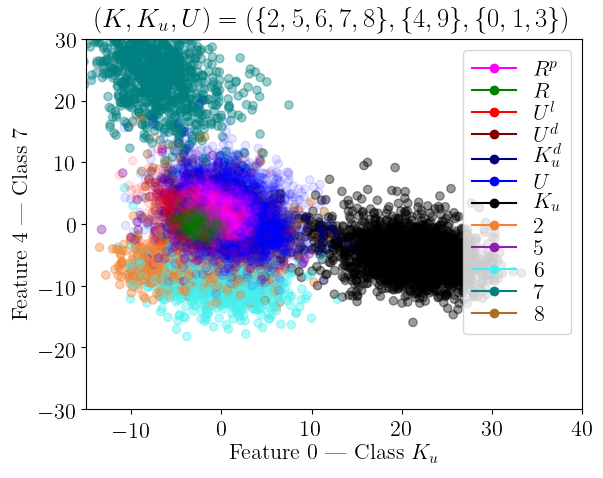 (K, K_u, U) = ({2, 5, 6, 7, 8}, {4, 9}, {0, 1, 3})
30
20
10
0
−10
−20
−30
Feature 4 — Class 7
R^p
R
U^l
U^d
K_u^d
U
K_u
2
5
6
7
8
−10
0
10
20
30
40
Feature 0 — Class K_u